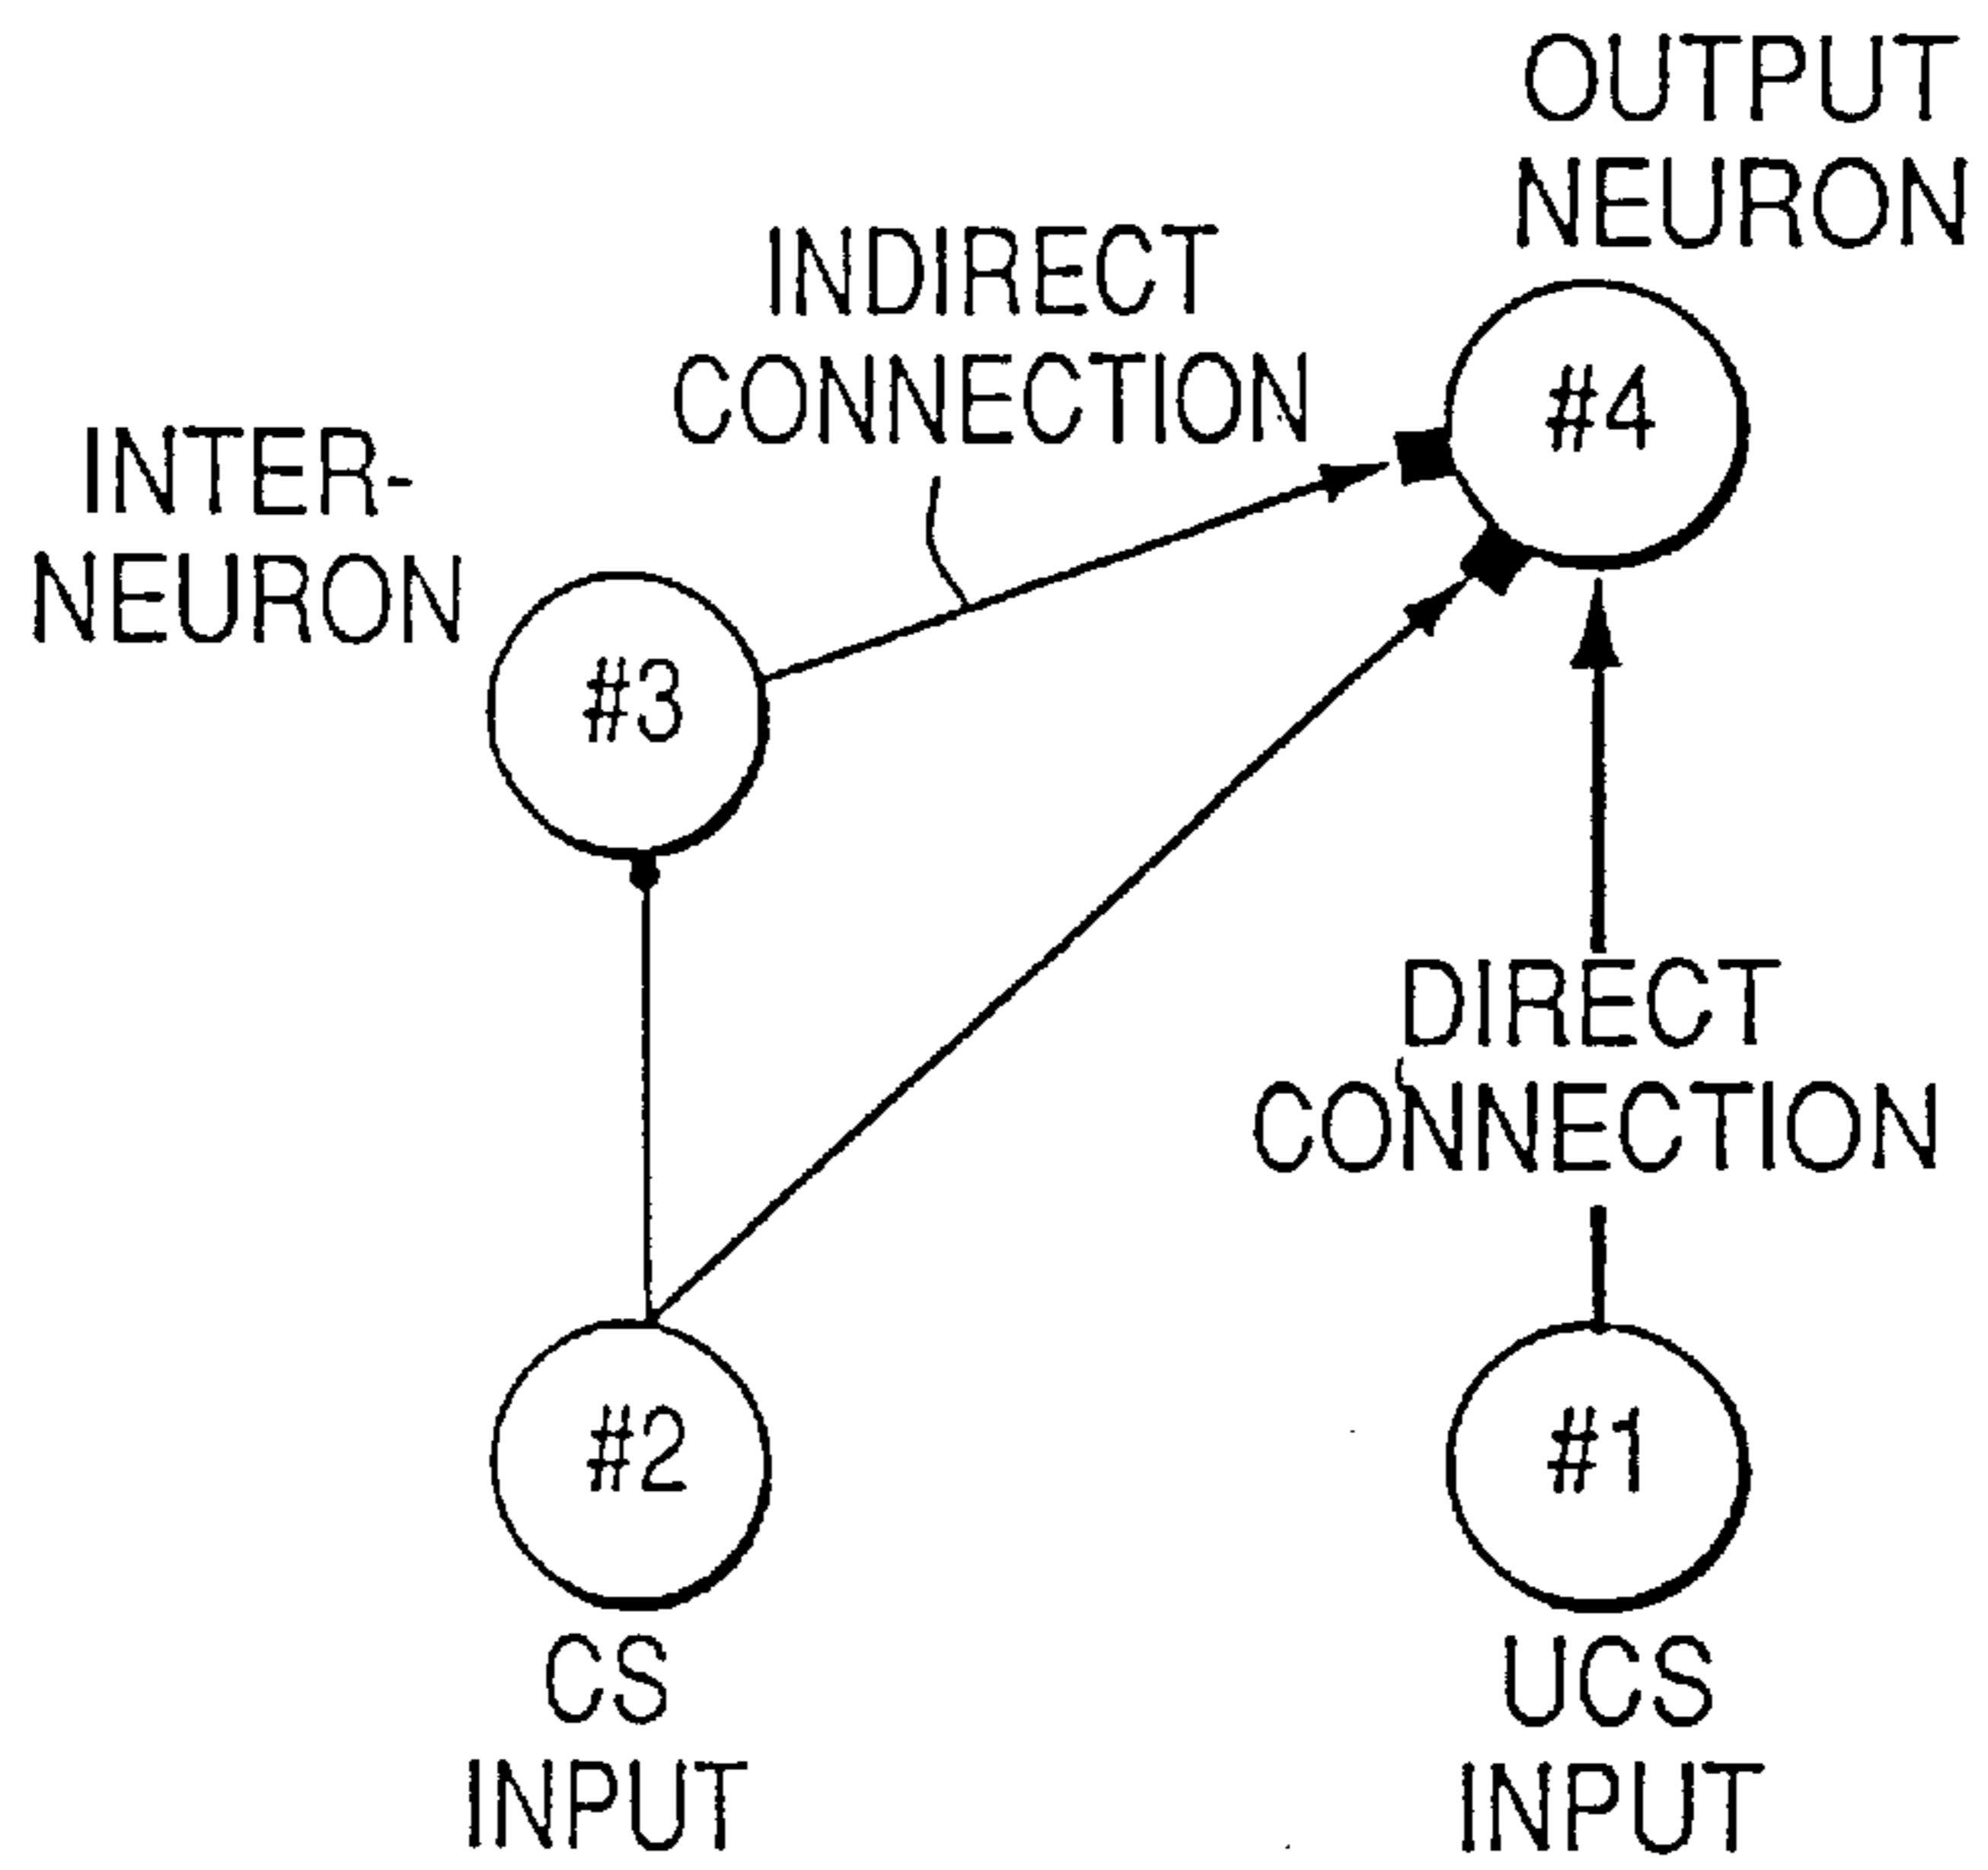 OUTPUT
NEURON
INDIRECT
CONNECTION
#4
INTER-
NEURON
#3
DIRECT
CONNECTION
#2
#1
CS
INPUT
UCS
INPUT